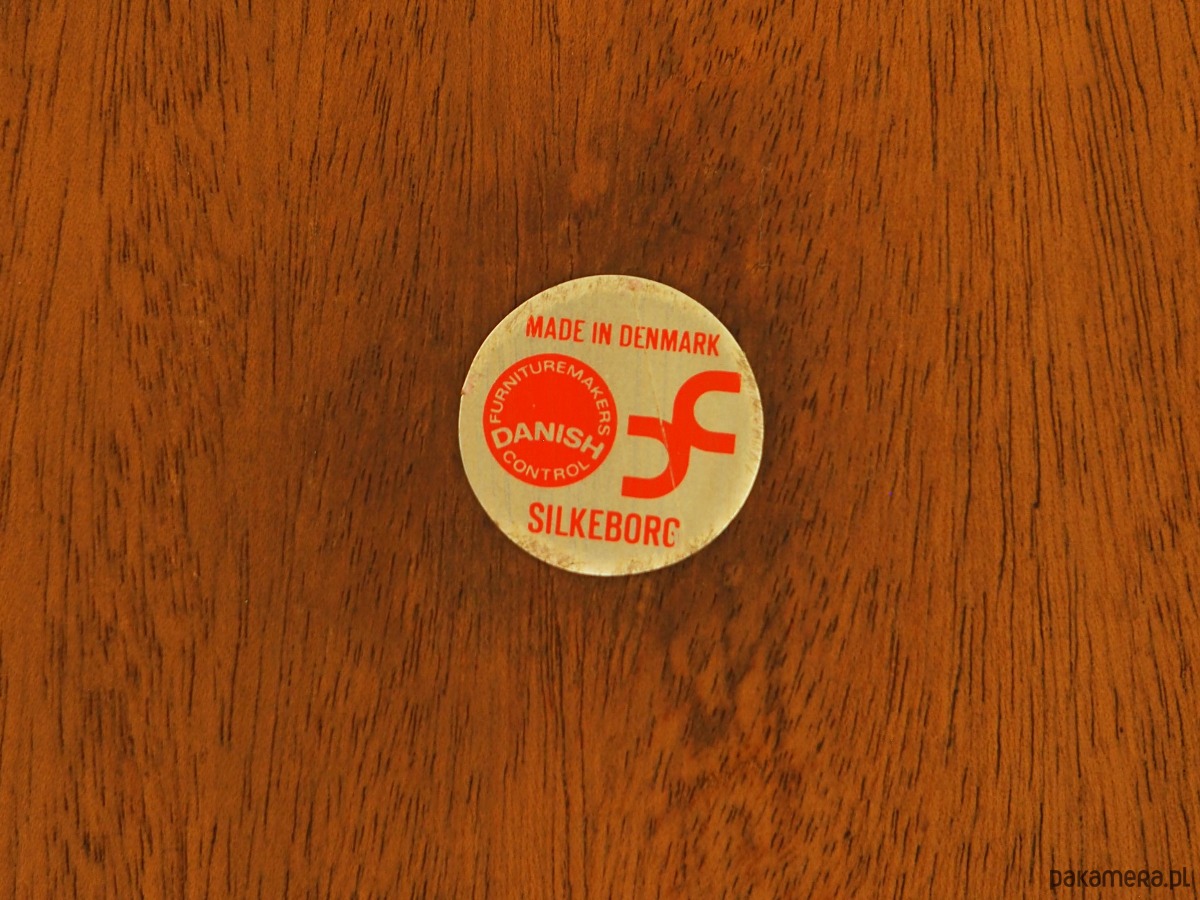 MADE IN DENMARK
FURNITUREMAKERS
DANISH
CONTROL
SILKEBORG
pakamera.pl